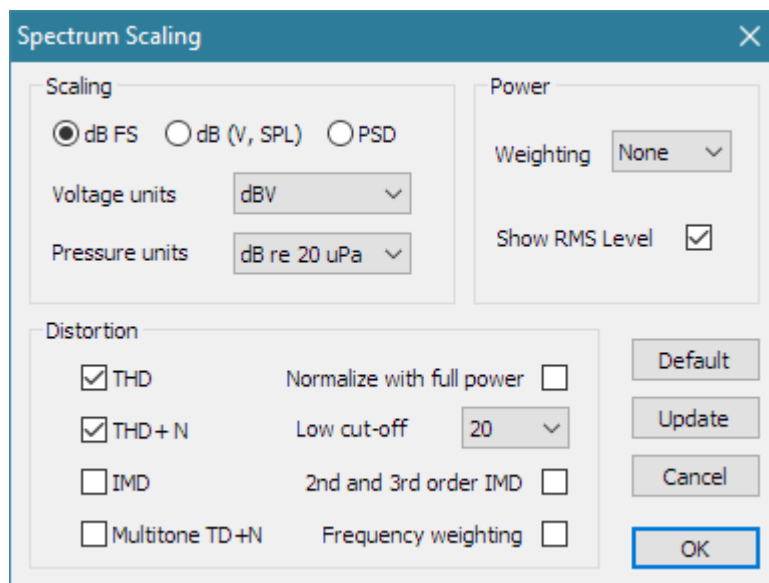 Spectrum Scaling
Scaling
dB FS dB (V, SPL) PSD
Voltage units dBV
Pressure units dB re 20 uPa
Power
Weighting None
Show RMS Level
Distortion
THD Normalize with full power
THD+ N Low cut-off 20
IMD 2nd and 3rd order IMD
Multitone TD+N Frequency weighting
Default
Update
Cancel
OK